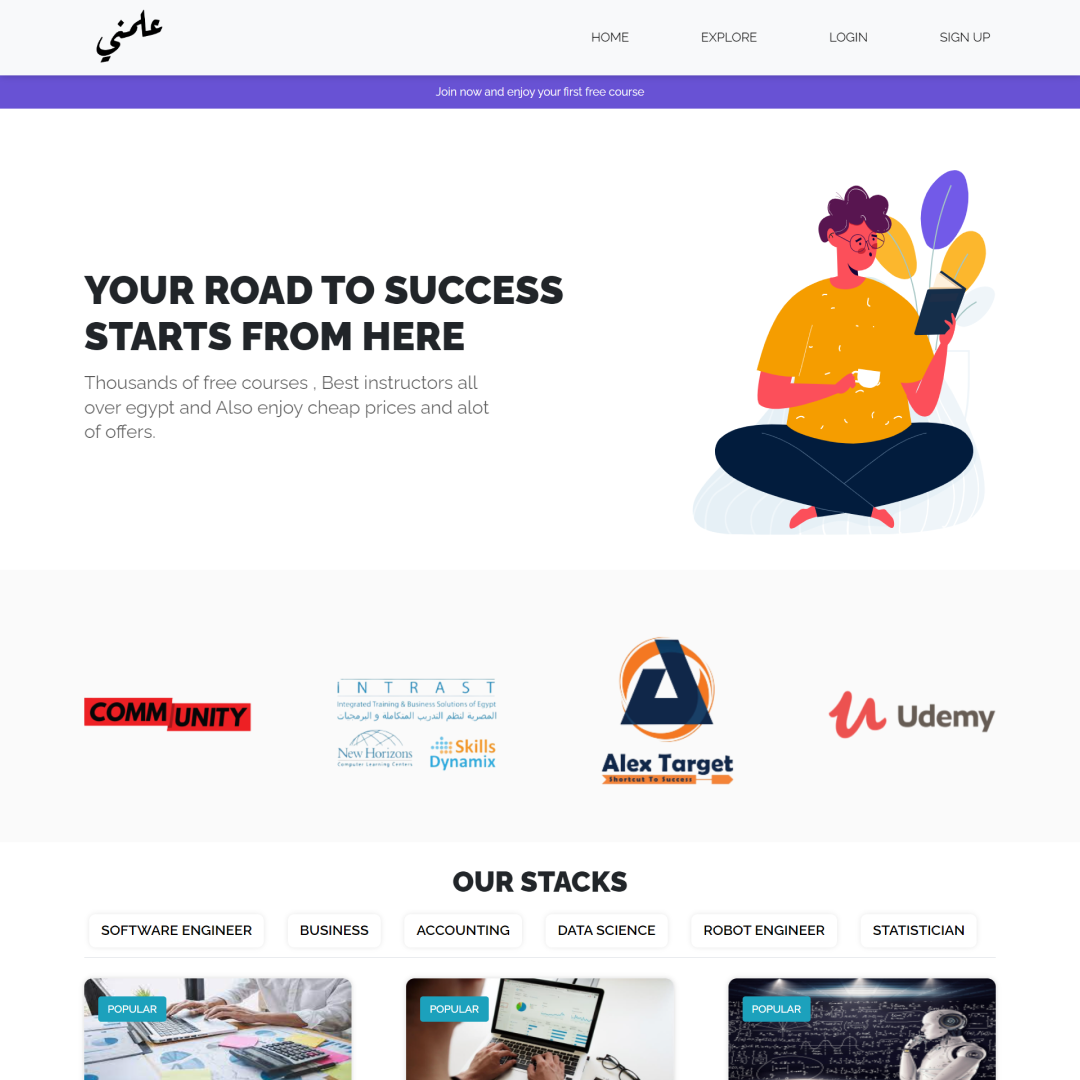 علمني
HOME
EXPLORE
LOGIN
SIGN UP
Join now and enjoy your first free course
YOUR ROAD TO SUCCESS
STARTS FROM HERE
Thousands of free courses , Best instructors all
over egypt and Also enjoy cheap prices and alot
of offers.
COMMUNITY
INTRAST
Integrated Training & Business Solutions of Egypt
المصرية لنظم التدريب المتكاملة و البرمجيات
New Horizons
Computer Learning Centers
Skills
Dynamix
Alex Target
Shortcut To Success
Udemy
OUR STACKS
SOFTWARE ENGINEER
BUSINESS
ACCOUNTING
DATA SCIENCE
ROBOT ENGINEER
STATISTICIAN
POPULAR
POPULAR
POPULAR